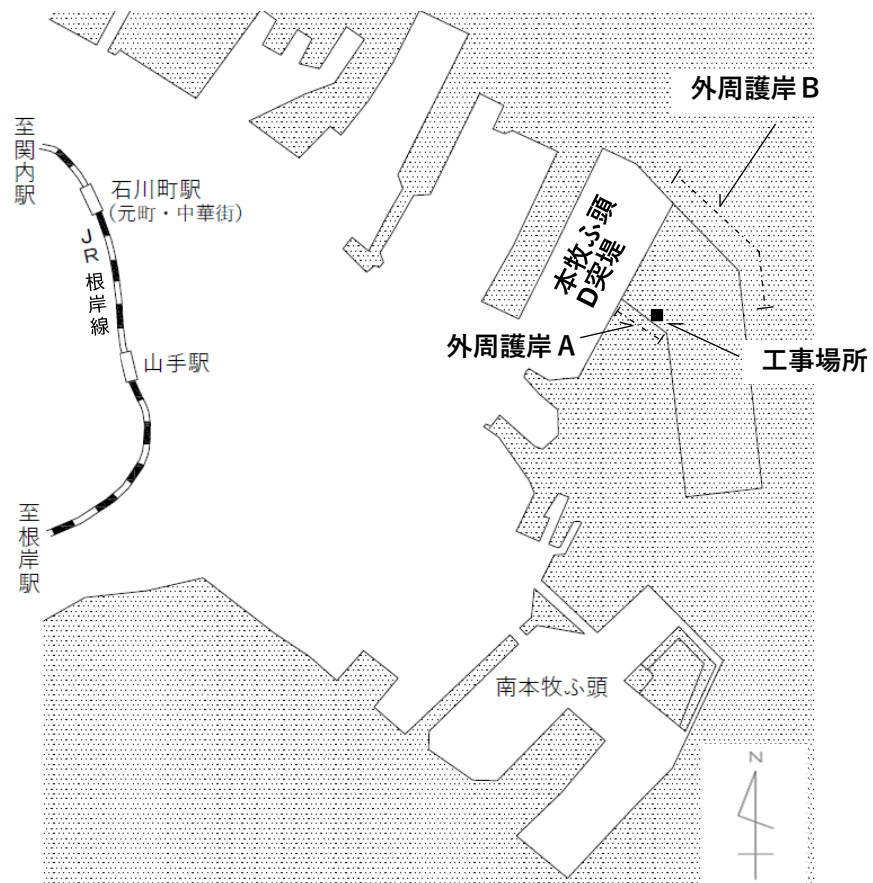 外周護岸B
至関内駅
石川町駅
(元町・中華街)
JR根岸線
本牧ふ頭
D突堤
外周護岸A
工事場所
山手駅
至根岸駅
南本牧ふ頭
N